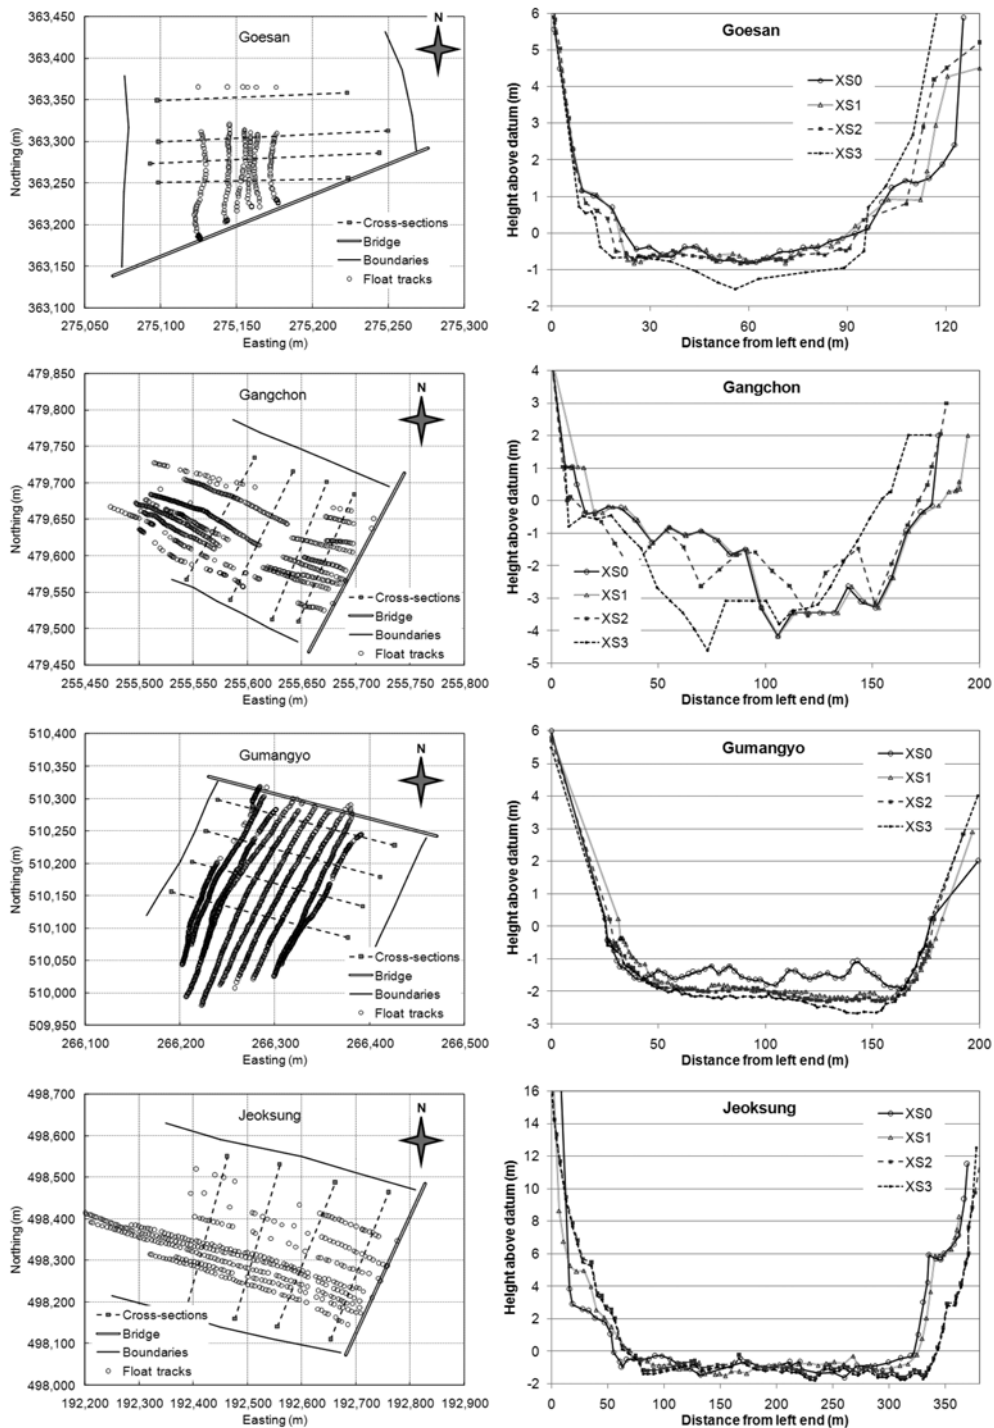 363,450
363,400
363,350
363,300
363,250
363,200
363,150
363,100
Northing (m)
Goesan
N
Cross-sections
Bridge
Boundaries
Float tracks
275,050 275,100 275,150 275,200 275,250 275,300
Easting (m)
6
5
4
3
2
1
0
-1
-2
Height above datum (m)
Goesan
XS0
XS1
XS2
XS3
0 30 60 90 120
Distance from left end (m)
479,850
479,800
479,750
479,700
479,650
479,600
479,550
479,500
479,450
Northing (m)
Gangchon
N
Cross-sections
Bridge
Boundaries
Float tracks
255,450 255,500 255,550 255,600 255,650 255,700 255,750 255,800
Easting (m)
4
3
2
1
0
-1
-2
-3
-4
-5
Height above datum (m)
Gangchon
XS0
XS1
XS2
XS3
0 50 100 150 200
Distance from left end (m)
510,400
510,350
510,300
510,250
510,200
510,150
510,100
510,050
510,000
509,950
Northing (m)
Gumangyo
N
Cross-sections
Bridge
Boundaries
Float tracks
266,100 266,200 266,300 266,400 266,500
Easting (m)
6
5
4
3
2
1
0
-1
-2
-3
Height above datum (m)
Gumangyo
XS0
XS1
XS2
XS3
0 50 100 150 200
Distance from left end (m)
498,700
498,600
498,500
498,400
498,300
498,200
498,100
498,000
Northing (m)
Jeoksung
N
Cross-sections
Bridge
Boundaries
Float tracks
192,200 192,300 192,400 192,500 192,600 192,700 192,800 192,900
Easting (m)
16
14
12
10
8
6
4
2
0
-2
Height above datum (m)
Jeoksung
XS0
XS1
XS2
XS3
0 50 100 150 200 250 300 350
Distance from left end (m)